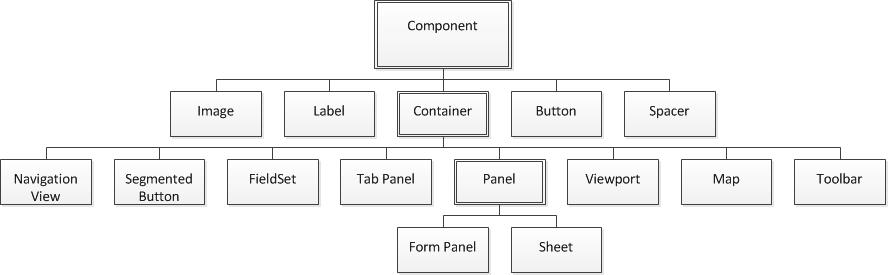 Component
Image
Label
Container
Button
Spacer
Navigation
View
Segmented
Button
FieldSet
Tab Panel
Panel
Viewport
Map
Toolbar
Form Panel
Sheet